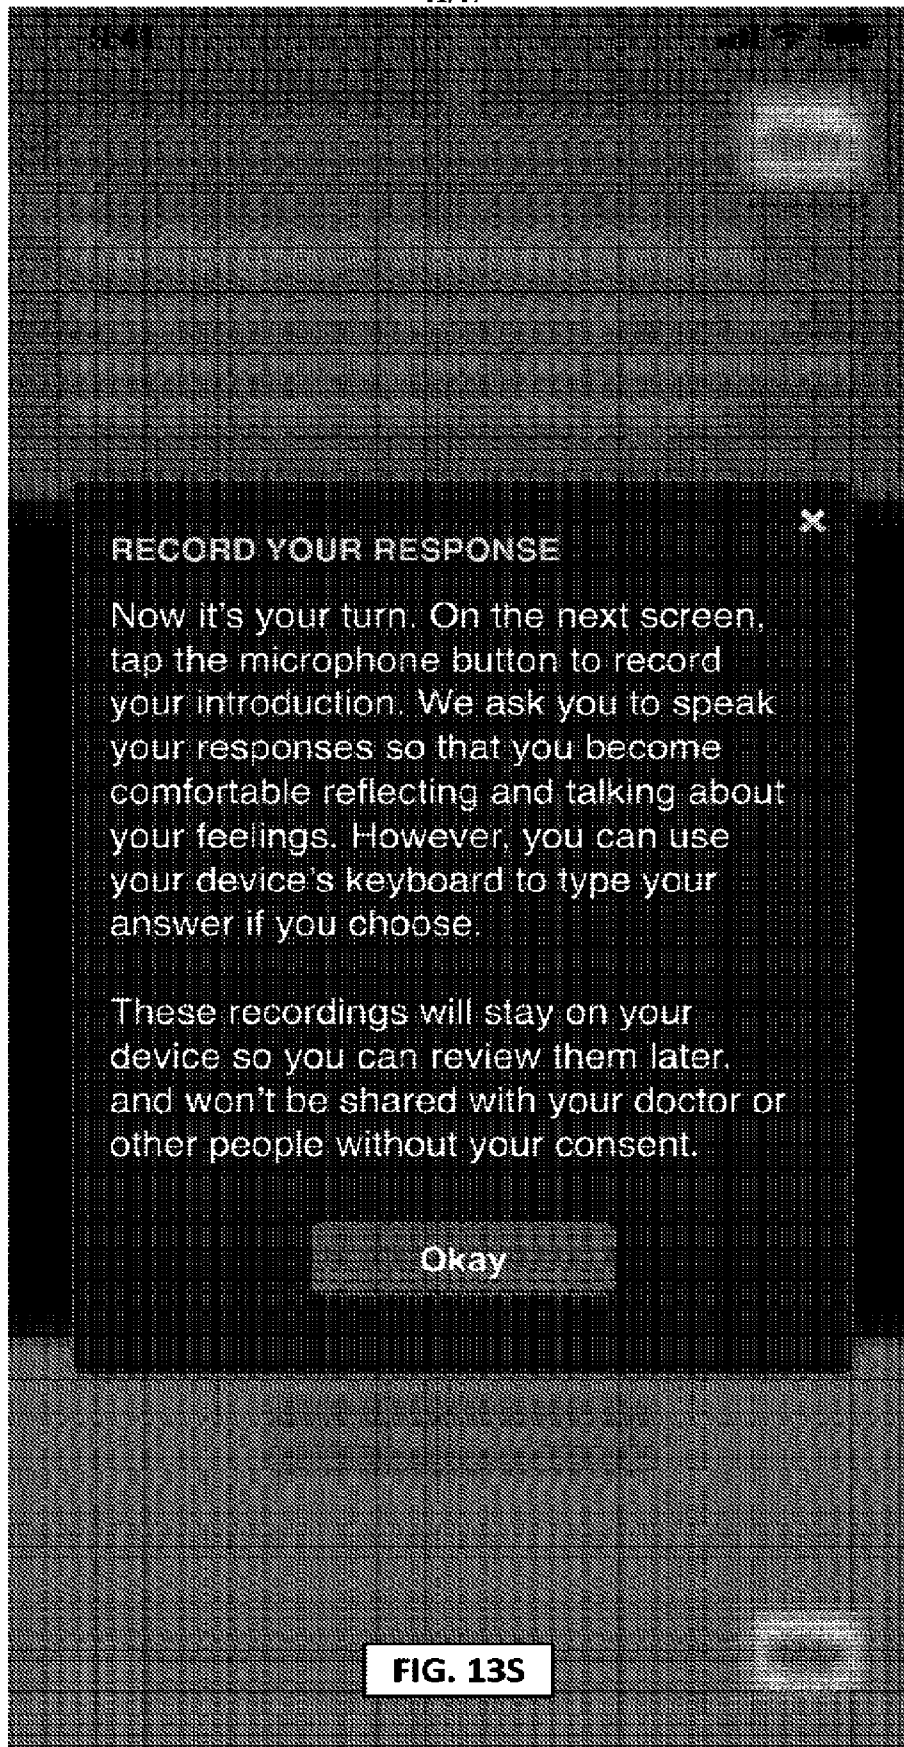 9:41
RECORD YOUR RESPONSE
Now it's your turn. On the next screen,
tap the microphone button to record
your introduction. We ask you to speak
your responses so that you become
comfortable reflecting and talking about
your feelings. However, you can use
your device's keyboard to type your
answer if you choose.
These recordings will stay on your
device so you can review them later,
and won't be shared with your doctor or
other people without your consent.
Okay
FIG. 13S